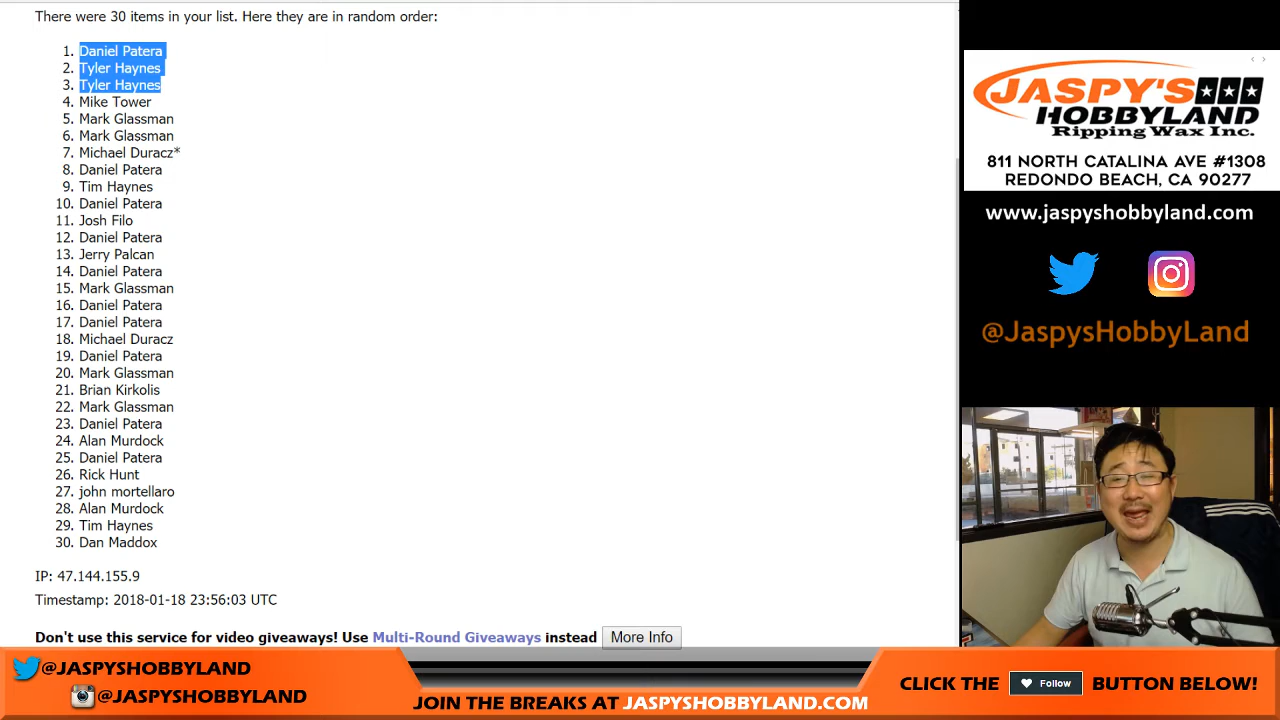 There were 30 items in your list. Here they are in random order:
1. Daniel Patera
2. Tyler Haynes
3. Tyler Haynes
4. Mike Tower
5. Mark Glassman
6. Mark Glassman
7. Michael Duracz*
8. Daniel Patera
9. Tim Haynes
10. Daniel Patera
11. Josh Filo
12. Daniel Patera
13. Jerry Palcan
14. Daniel Patera
15. Mark Glassman
16. Daniel Patera
17. Daniel Patera
18. Michael Duracz
19. Daniel Patera
20. Mark Glassman
21. Brian Kirkolis
22. Mark Glassman
23. Daniel Patera
24. Alan Murdock
25. Daniel Patera
26. Rick Hunt
27. john mortellaro
28. Alan Murdock
29. Tim Haynes
30. Dan Maddox
IP: 47.144.155.9
Timestamp: 2018-01-18 23:56:03 UTC
Don't use this service for video giveaways! Use Multi-Round Giveaways instead More Info
JASPY'S
HOBBYLAND
Ripping Wax Inc.
811 NORTH CATALINA AVE #1308
REDONDO BEACH, CA 90277
www.jaspyshobbyland.com
@JaspysHobbyLand
@JASPYSHOBBYLAND
@JASPYSHOBBYLAND
JOIN THE BREAKS AT JASPYSHOBBYLAND.COM
CLICK THE Follow BUTTON BELOW!